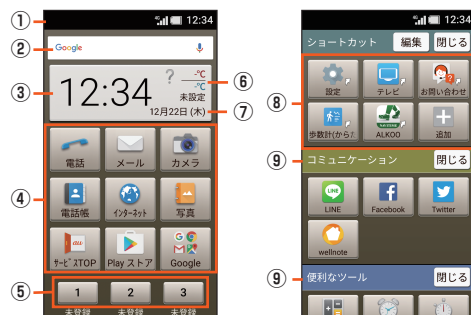 ① 4G 12:34
② Google
③ 12:34 ? -°C ⑥
-°C
未設定
12月22日 (木) ⑦
④ 電話 メール カメラ
電話帳 インターネット 写真
au
サービスTOP Play ストア Google
⑤ 1 2 3
未登録 未登録 未登録
4G 12:34
ショートカット 編集 閉じる
⑧ 設定 テレビ お問い合わせ
歩数計(からだ ALKOO 追加
⑨ コミュニケーション 閉じる
LINE
LINE Facebook Twitter
wellnote
⑨ 便利なツール 閉じる